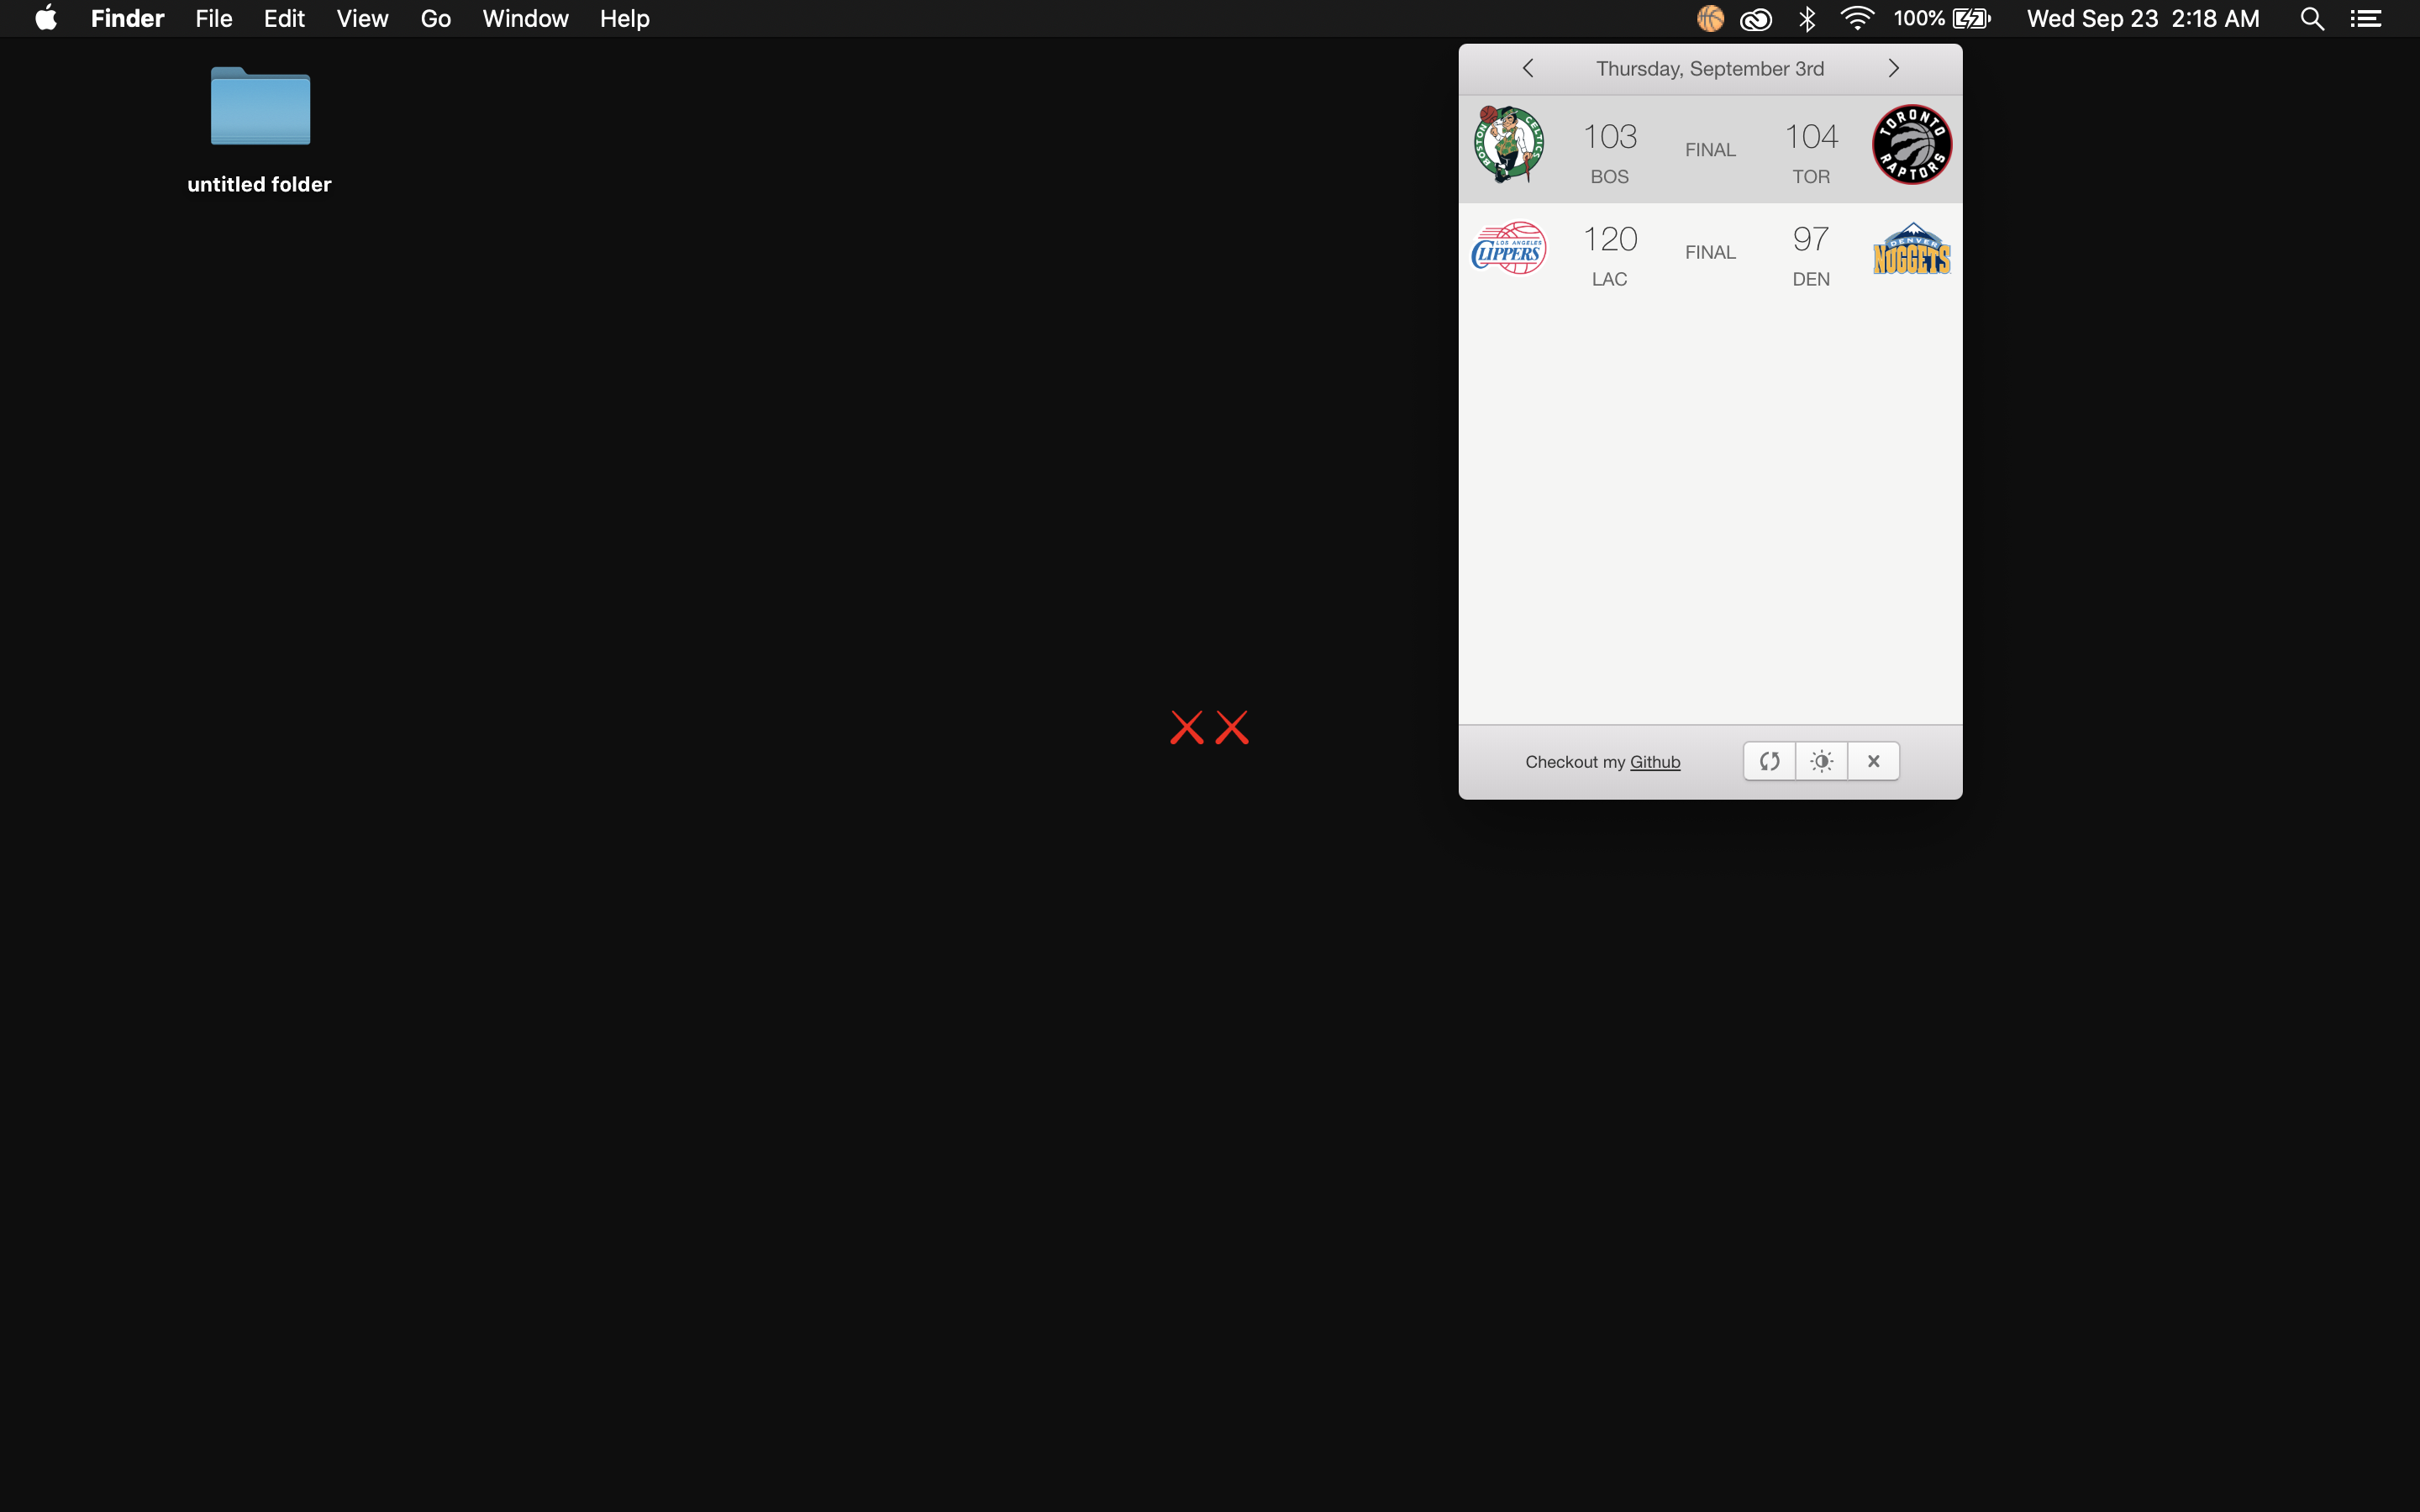 Finder File Edit View Go Window Help 100% Wed Sep 23 2:18 AM
untitled folder
Thursday, September 3rd
BOSTON CELTICS
103 FINAL 104
BOS TOR
TORONTO RAPTORS
LOS ANGELES CLIPPERS
120 FINAL 97
LAC DEN
DENVER NUGGETS
Checkout my Github